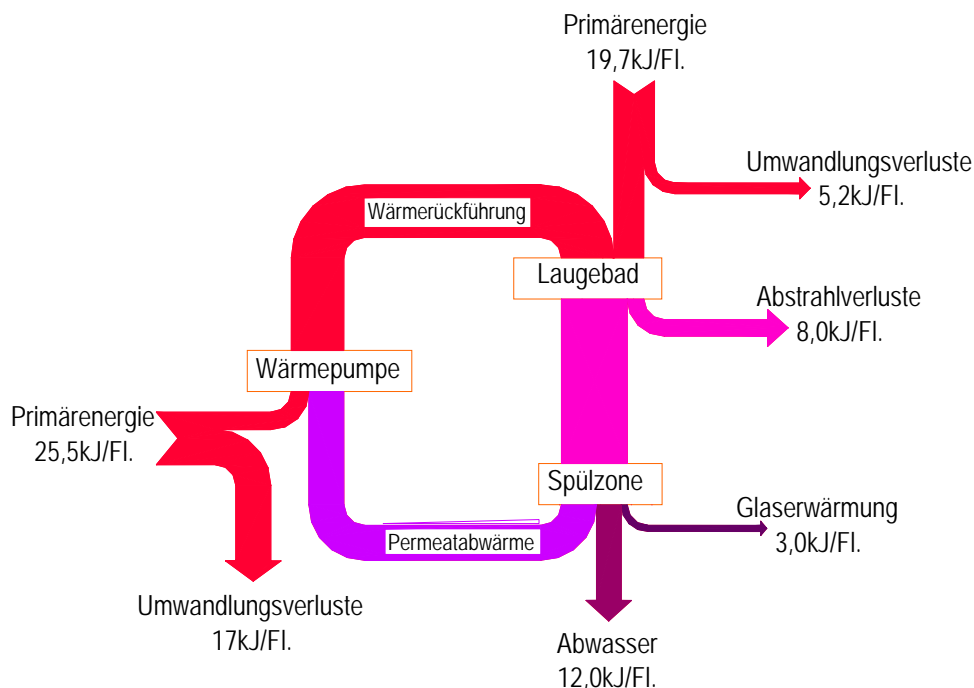 Primärenergie
19,7kJ/Fl.
Umwandlungsverluste
5,2kJ/Fl.
Wärmerückführung
Laugebad
Abstrahlverluste
8,0kJ/Fl.
Wärmepumpe
Primärenergie
25,5kJ/Fl.
Spülzone
Glaserwärmung
3,0kJ/Fl.
Permeatabwärme
Umwandlungsverluste
17kJ/Fl.
Abwasser
12,0kJ/Fl.